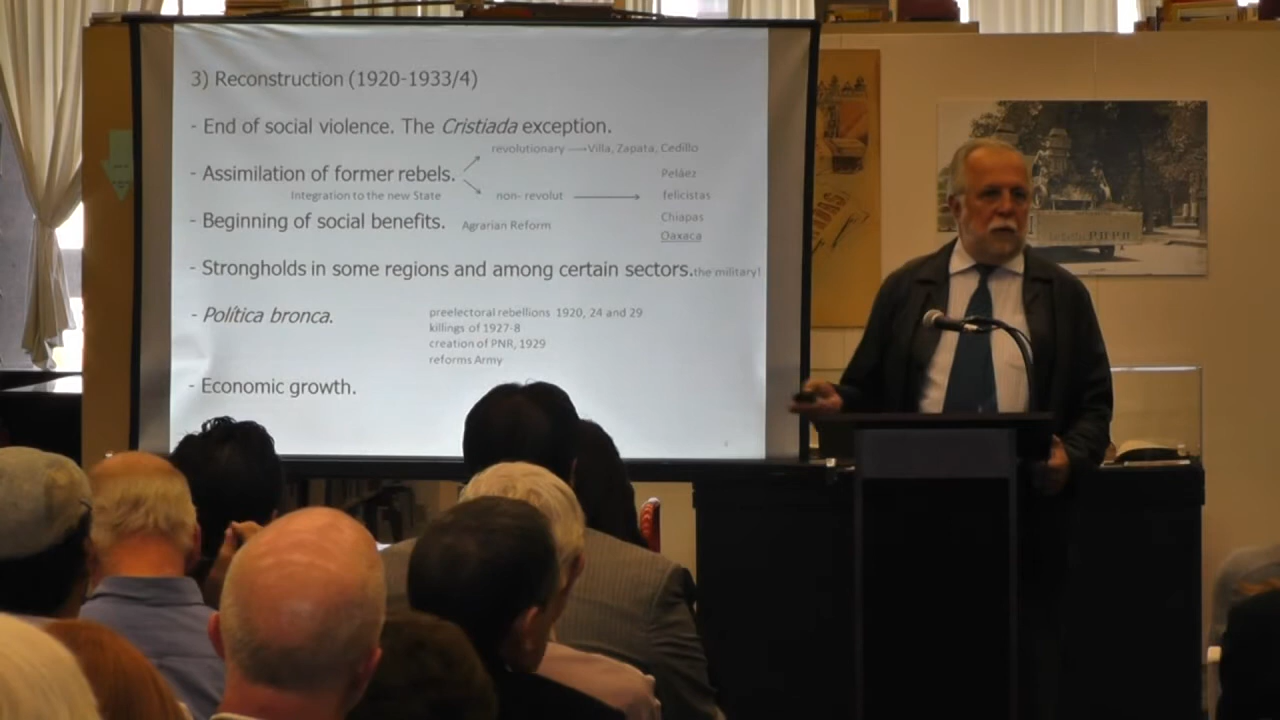 3) Reconstruction (1920-1933/4)
- End of social violence. The Cristiada exception.
revolutionary → Villa, Zapata, Cedillo
- Assimilation of former rebels.
Peláez
Integration to the new State
non- revolut → felicistas
- Beginning of social benefits. Agrarian Reform
Chiapas
Oaxaca
- Strongholds in some regions and among certain sectors. the military!
- Política bronca.
preelectoral rebellions 1920, 24 and 29
killings of 1927-8
creation of PNR, 1929
reforms Army
- Economic growth.